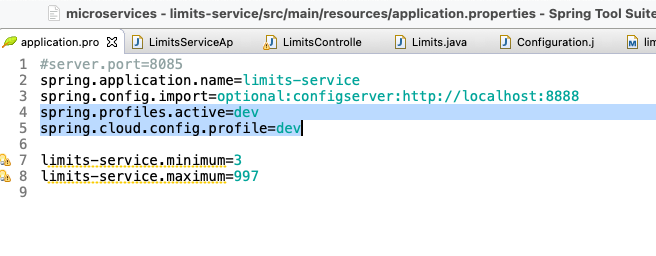 microservices - limits-service/src/main/resources/application.properties - Spring Tool Suite
application.pro
LimitsServiceAp
LimitsControlle
Limits.java
Configuration.j
lim
1 #server.port=8085
2 spring.application.name=limits-service
3 spring.config.import=optional:configserver:http://localhost:8888
4 spring.profiles.active=dev
5 spring.cloud.config.profile=dev
6
7 limits-service.minimum=3
8 limits-service.maximum=997
9